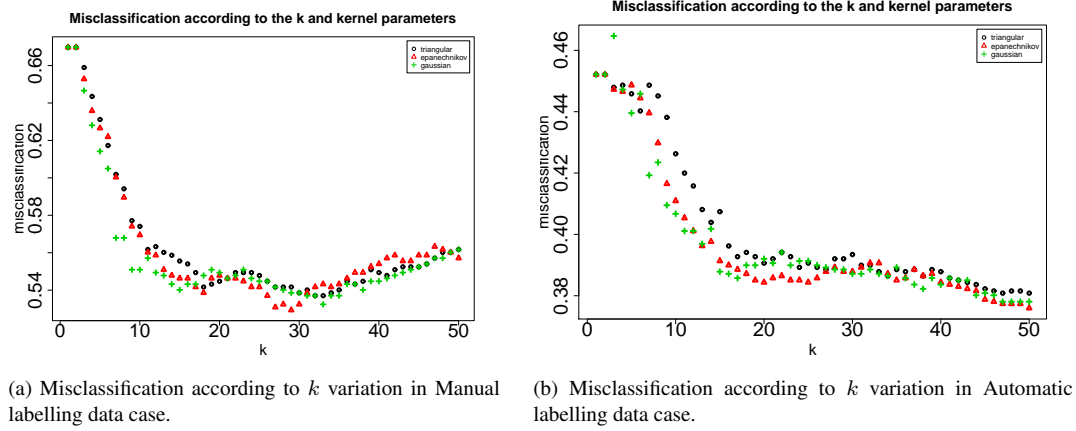 Misclassification according to the k and kernel parameters
misclassification
0.66
0.62
0.58
0.54
0 10 20 30 40 50
k
triangular
epanechnikov
gaussian
(a) Misclassification according to k variation in Manual
labelling data case.
Misclassification according to the k and kernel parameters
misclassification
0.46
0.44
0.42
0.40
0.38
0 10 20 30 40 50
k
triangular
epanechnikov
gaussian
(b) Misclassification according to k variation in Automatic
labelling data case.